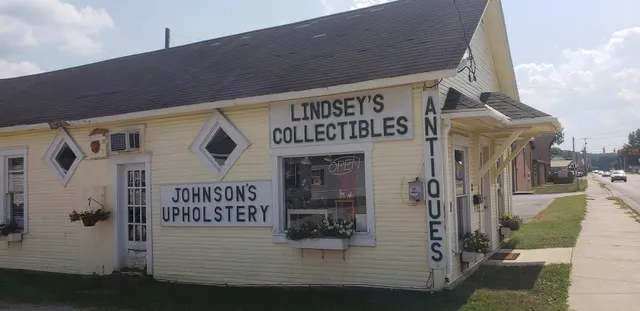 LINDSEY'S
COLLECTIBLES
JOHNSON'S
UPHOLSTERY
OPEN
ANTIQUES